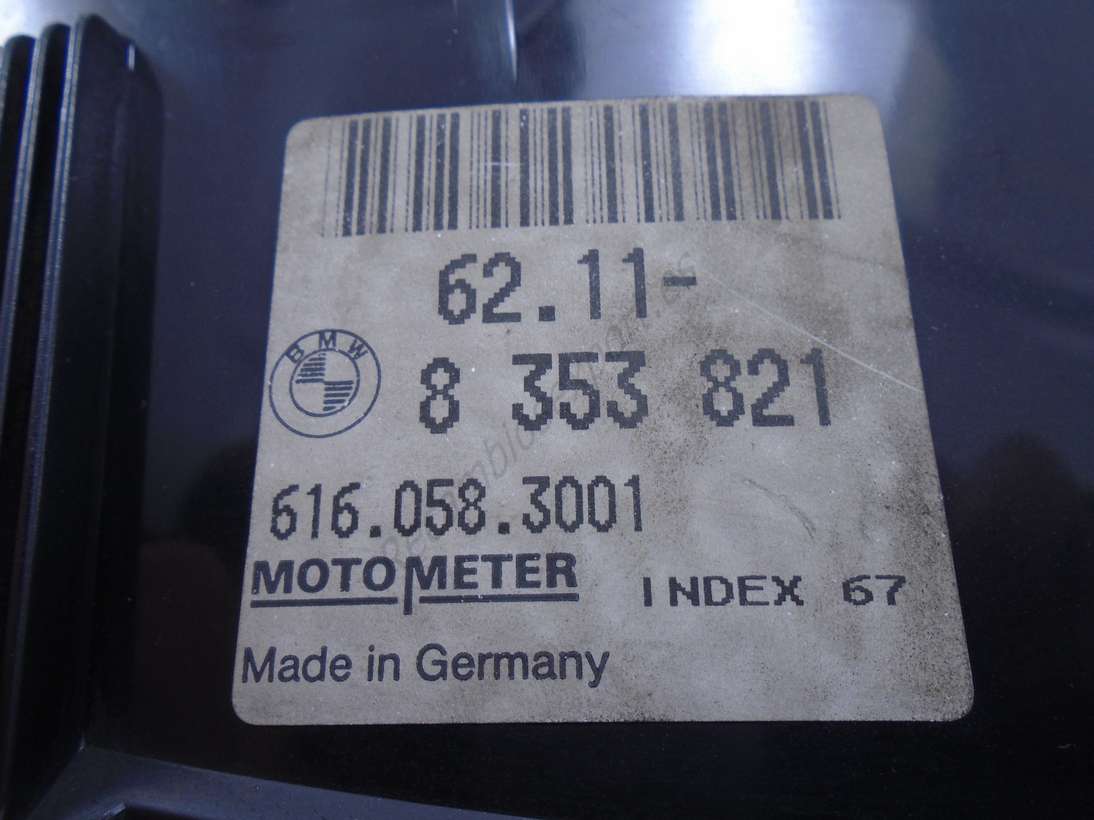 62.11-
BMW
8 353 821
616.058.3001
MOTOMETER
INDEX 67
Made in Germany